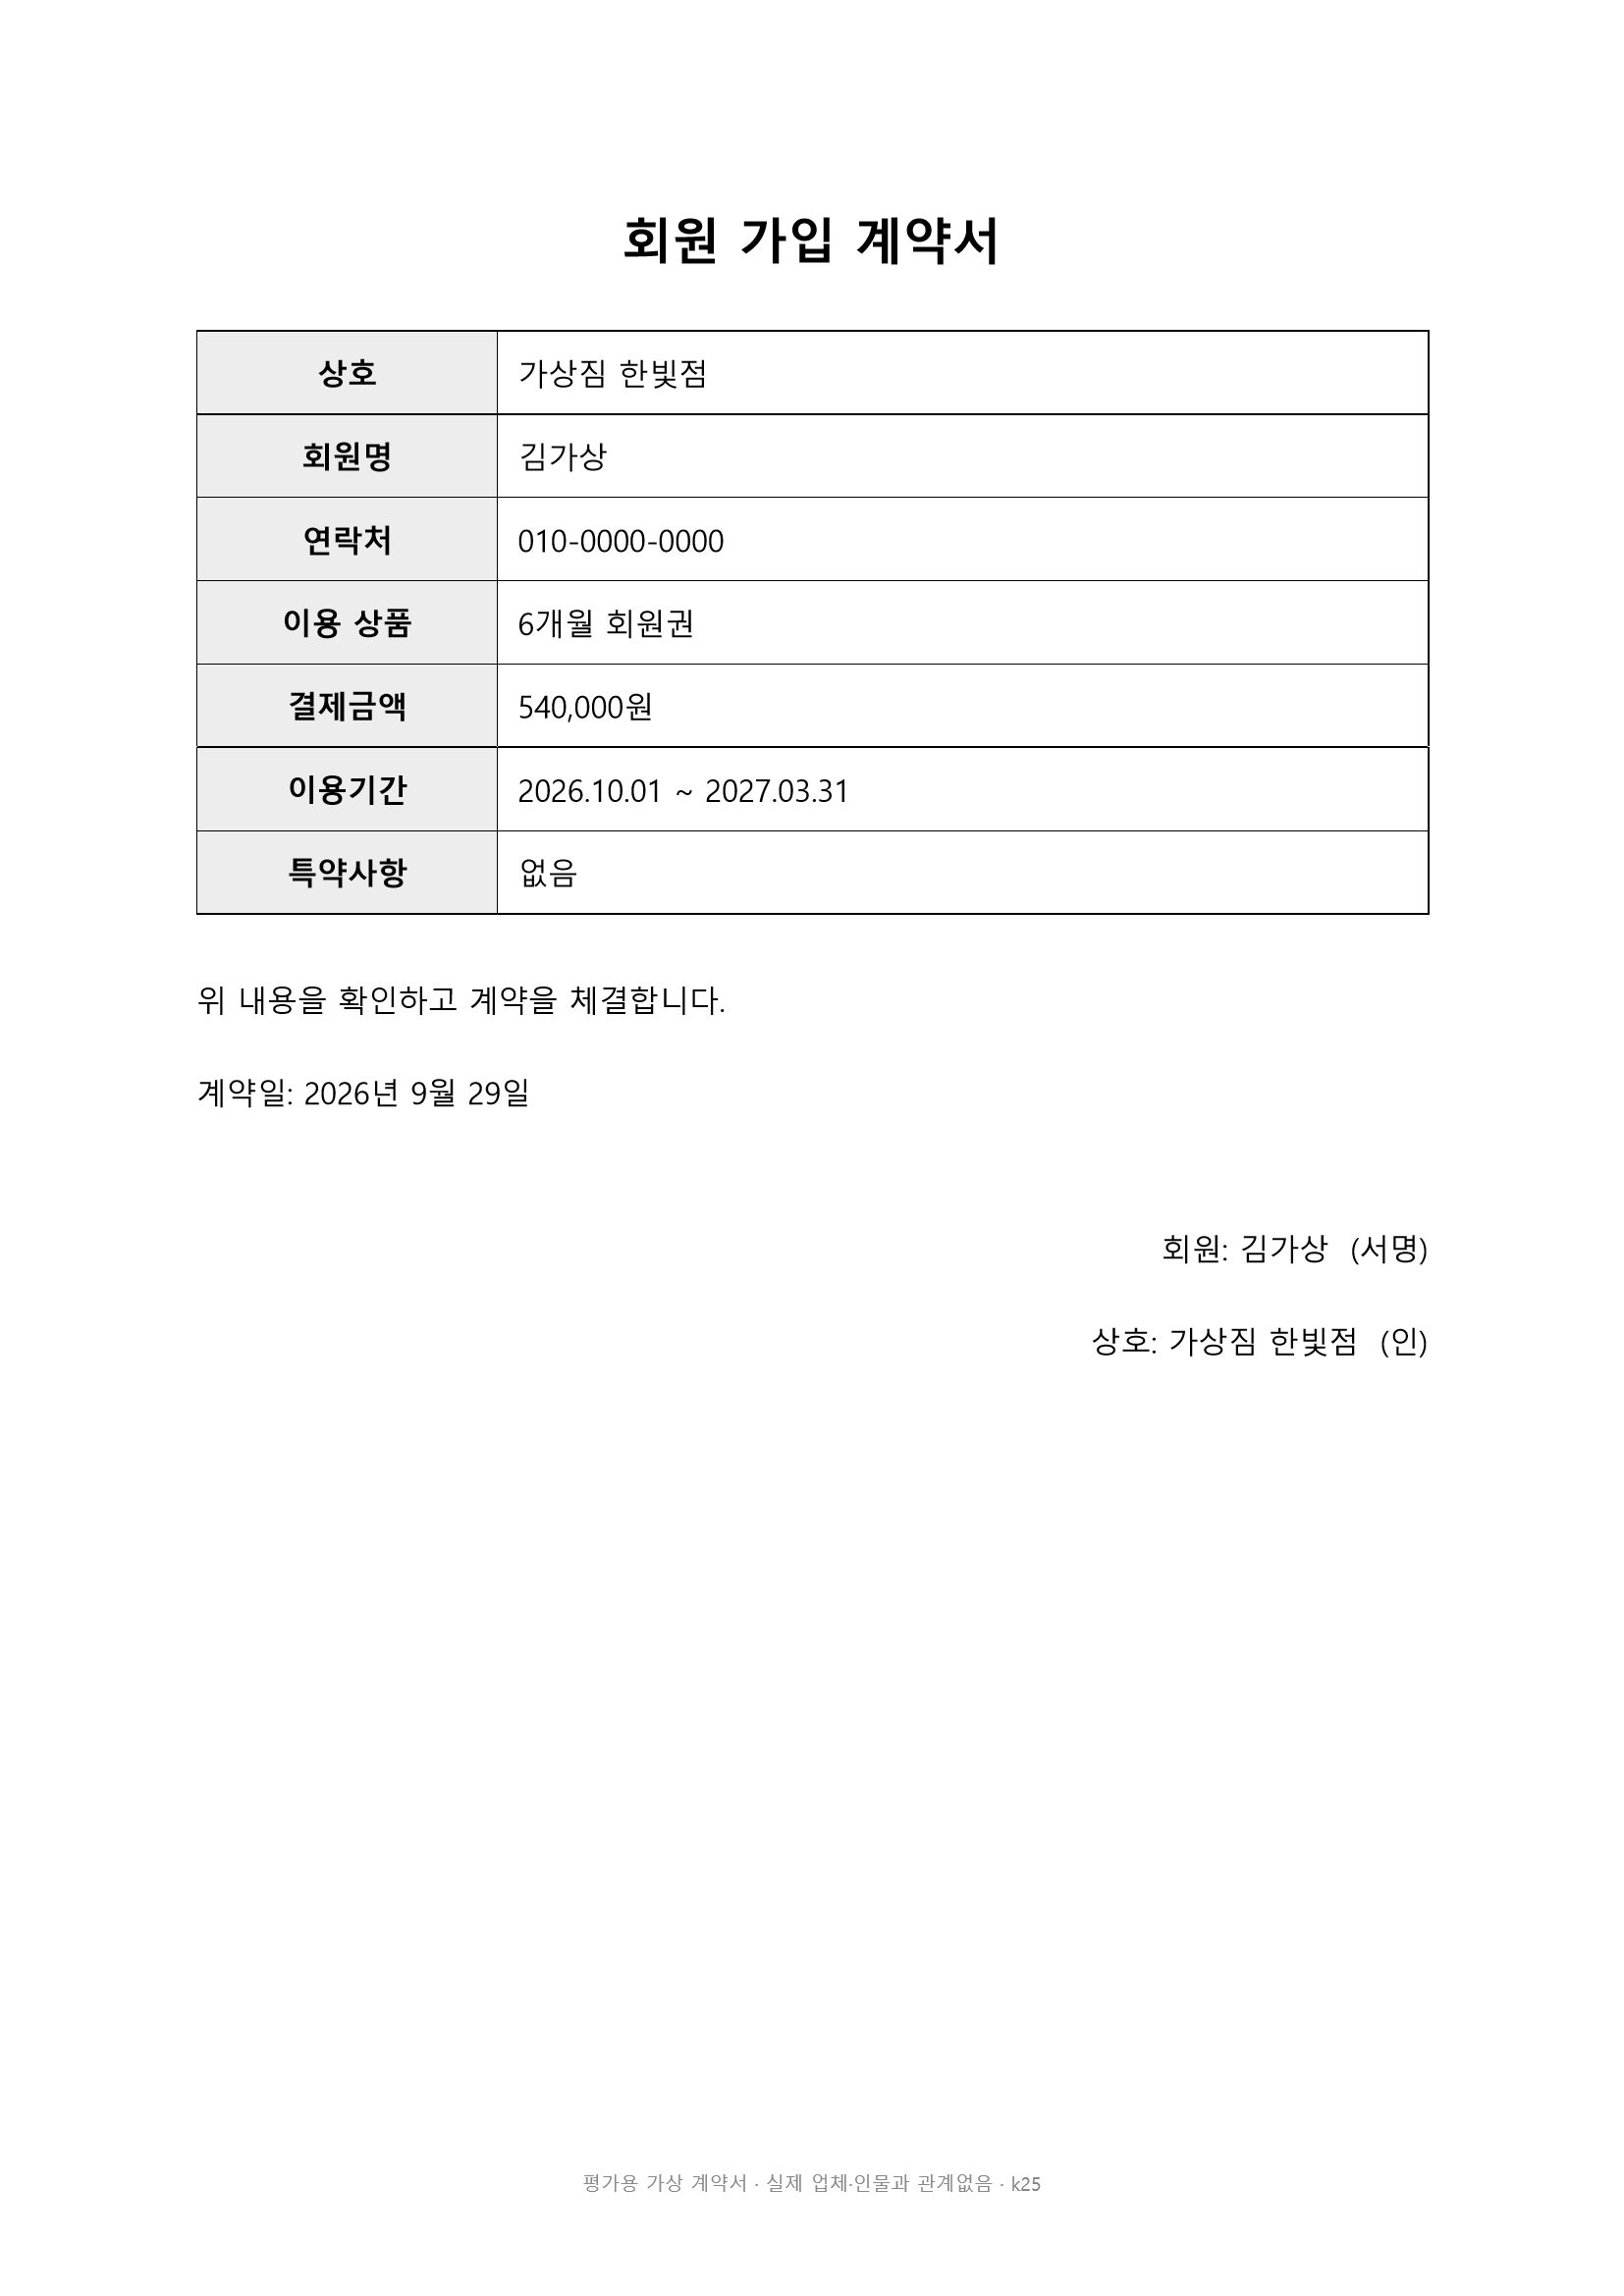 회원 가입 계약서
상호 가상짐 한빛점
회원명 김가상
연락처 010-0000-0000
이용 상품 6개월 회원권
결제금액 540,000원
이용기간 2026.10.01 ~ 2027.03.31
특약사항 없음
위 내용을 확인하고 계약을 체결합니다.
계약일: 2026년 9월 29일
회원: 김가상 (서명)
상호: 가상짐 한빛점 (인)
평가용 가상 계약서 · 실제 업체·인물과 관계없음 · k25